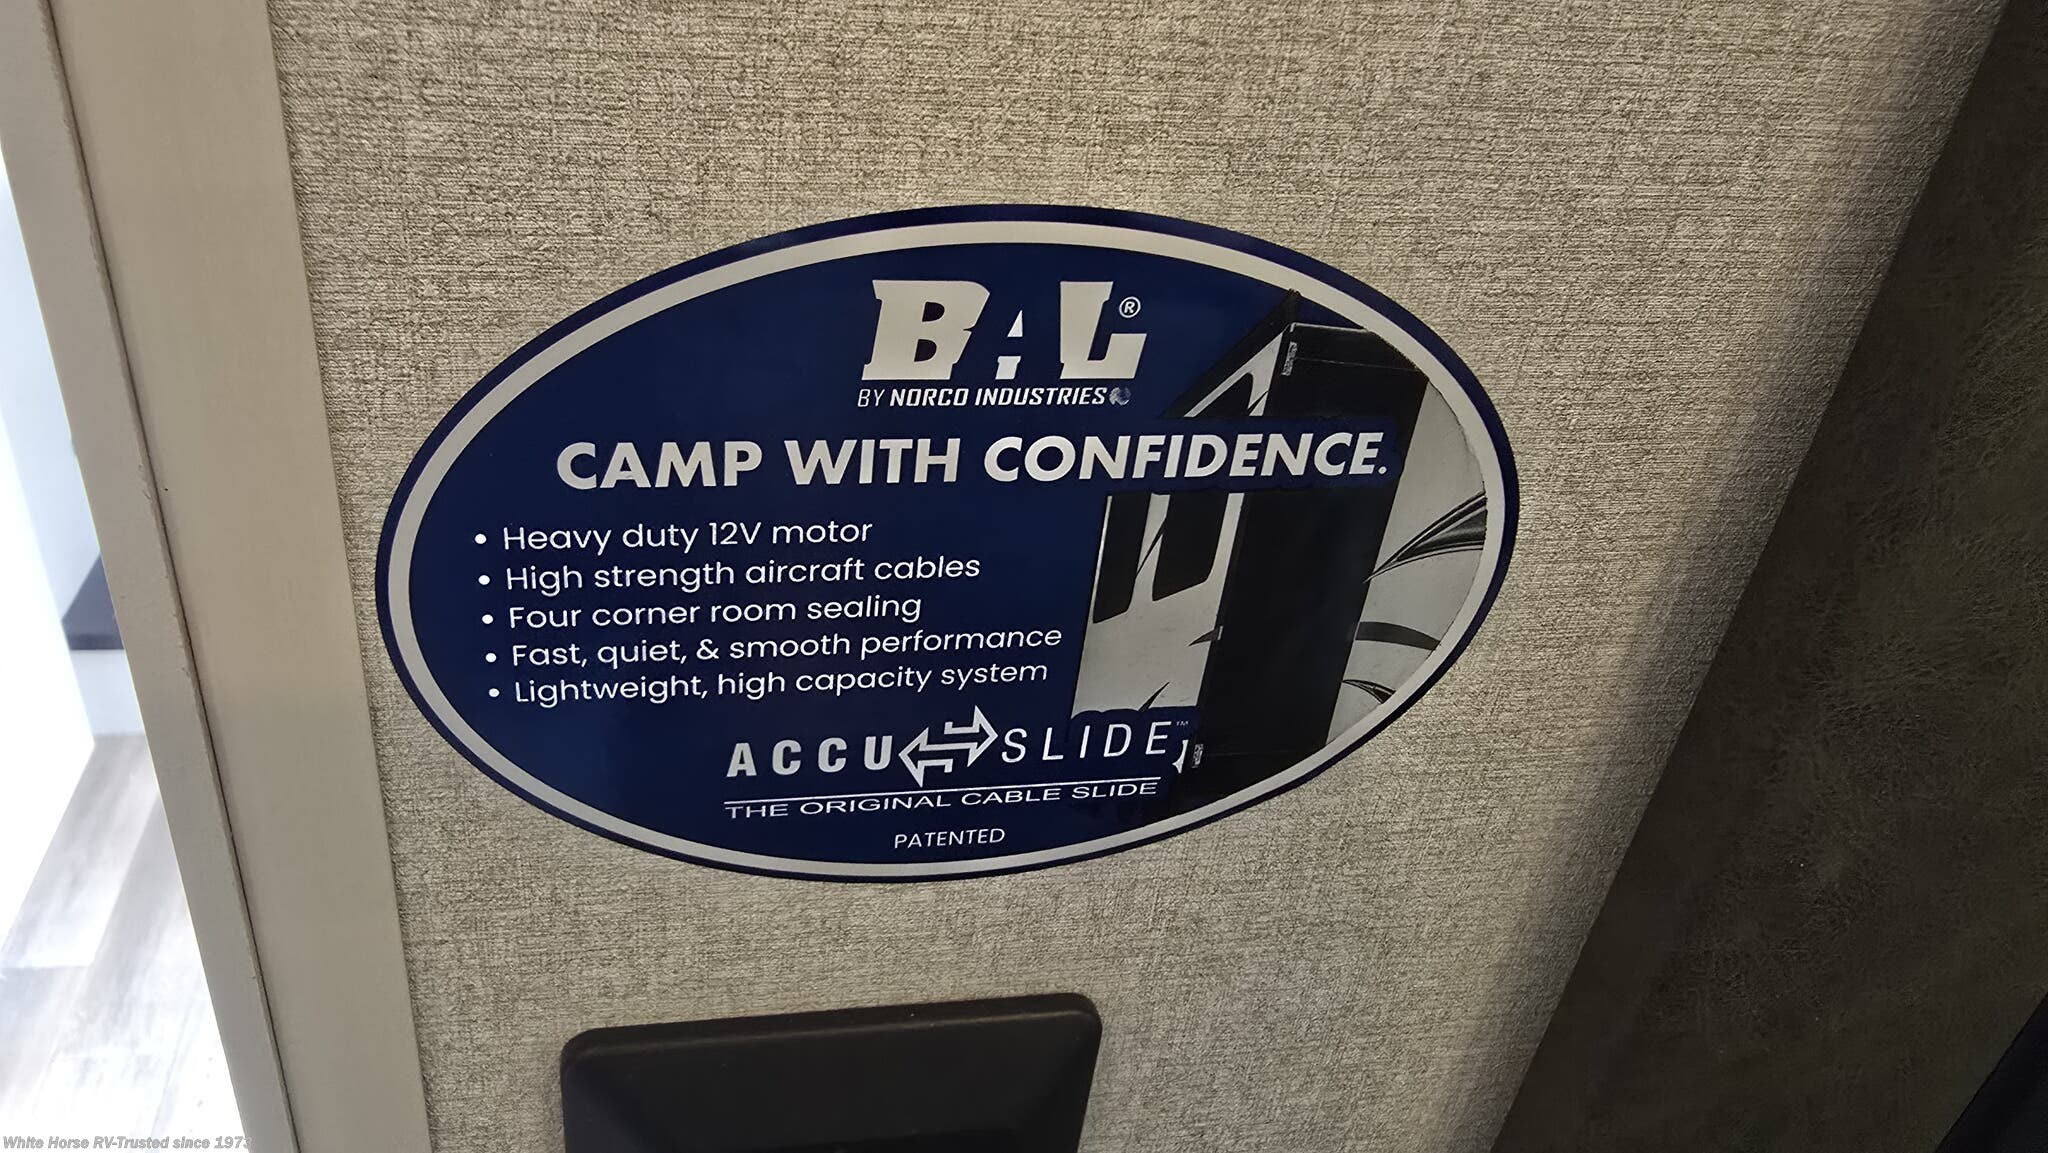 BAL®
BY NORCO INDUSTRIES
CAMP WITH CONFIDENCE.
• Heavy duty 12V motor
• High strength aircraft cables
• Four corner room sealing
• Fast, quiet, & smooth performance
• Lightweight, high capacity system
ACCU SLIDE™
THE ORIGINAL CABLE SLIDE
PATENTED
White Horse RV-Trusted since 1973